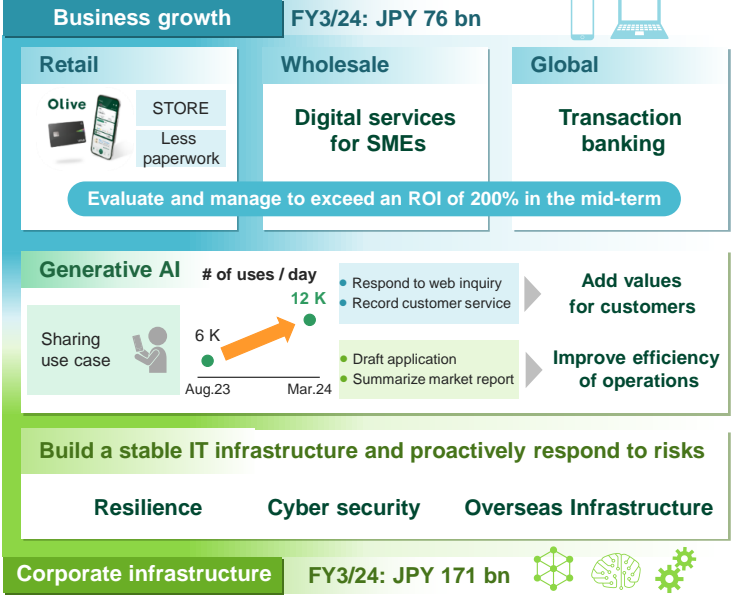 Business growth
FY3/24: JPY 76 bn
Retail
Wholesale
Global
Olive
STORE
Less
paperwork
Digital services
for SMEs
Transaction
banking
Evaluate and manage to exceed an ROI of 200% in the mid-term
Generative AI
# of uses / day
Sharing
use case
6 K
12 K
Aug.23
Mar.24
• Respond to web inquiry
• Record customer service
Add values
for customers
• Draft application
• Summarize market report
Improve efficiency
of operations
Build a stable IT infrastructure and proactively respond to risks
Resilience
Cyber security
Overseas Infrastructure
Corporate infrastructure
FY3/24: JPY 171 bn